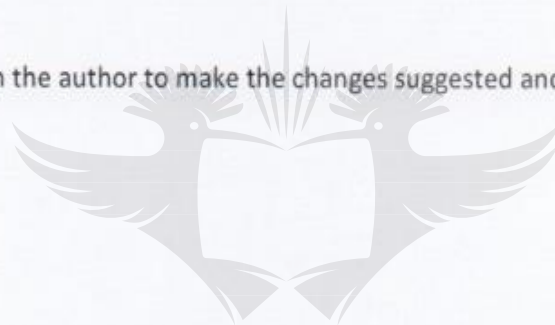 the author to make the changes suggested and